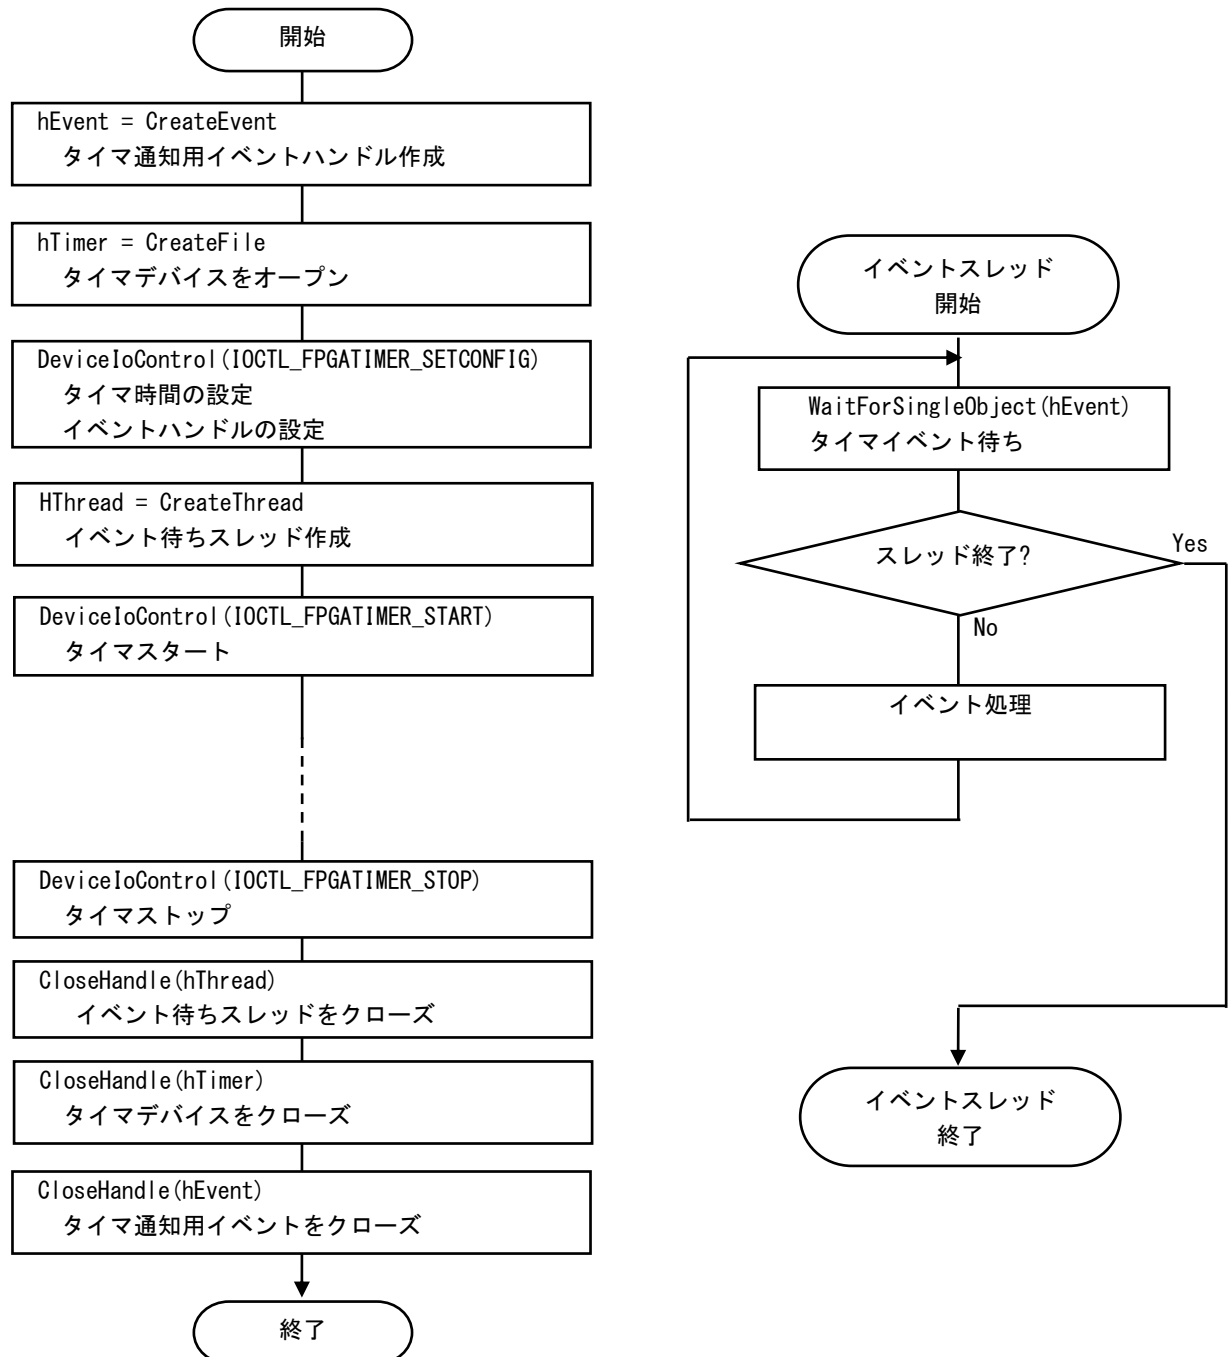 開始
hEvent = CreateEvent
タイマ通知用イベントハンドル作成
hTimer = CreateFile
タイマデバイスをオープン
DeviceIoControl(IOCTL_FPGATIMER_SETCONFIG)
タイマ時間の設定
イベントハンドルの設定
HThread = CreateThread
イベント待ちスレッド作成
DeviceIoControl(IOCTL_FPGATIMER_START)
タイマスタート
DeviceIoControl(IOCTL_FPGATIMER_STOP)
タイマストップ
CloseHandle(hThread)
イベント待ちスレッドをクローズ
CloseHandle(hTimer)
タイマデバイスをクローズ
CloseHandle(hEvent)
タイマ通知用イベントをクローズ
終了
イベントスレッド
開始
WaitForSingleObject(hEvent)
タイマイベント待ち
スレッド終了?
Yes
No
イベント処理
イベントスレッド
終了